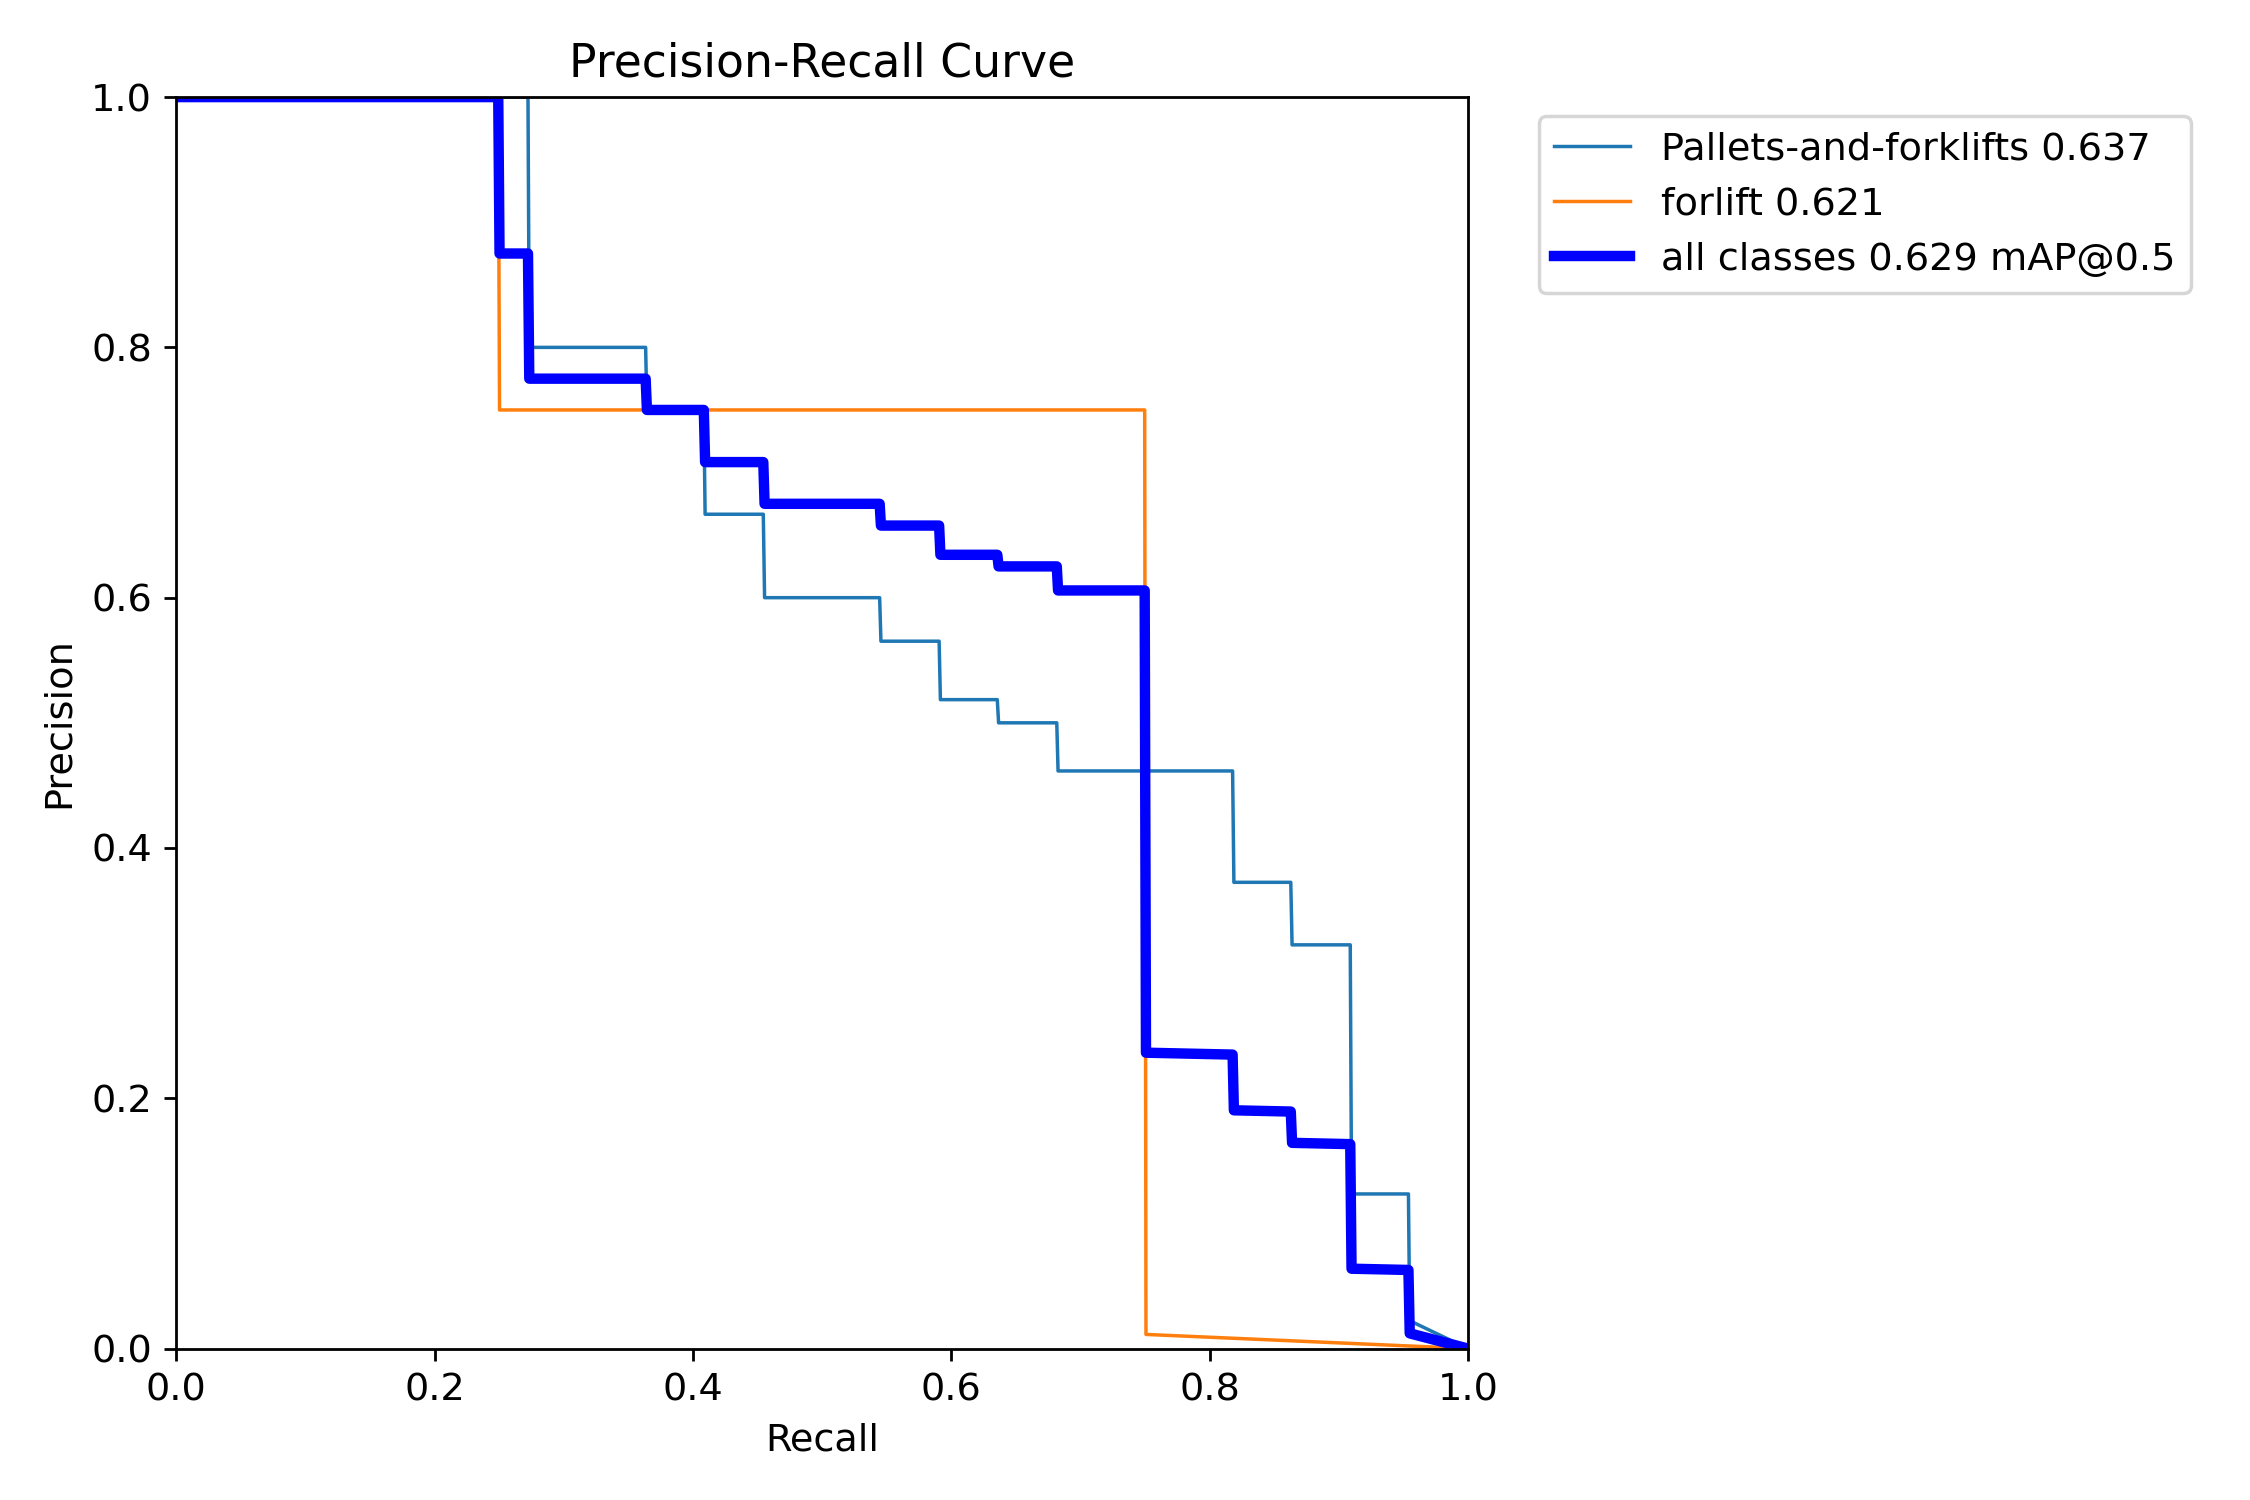 Precision-Recall Curve
1.0
0.8
0.6
0.4
0.2
0.0
Precision
0.0 0.2 0.4 0.6 0.8 1.0
Recall
Pallets-and-forklifts 0.637
forlift 0.621
all classes 0.629 mAP@0.5